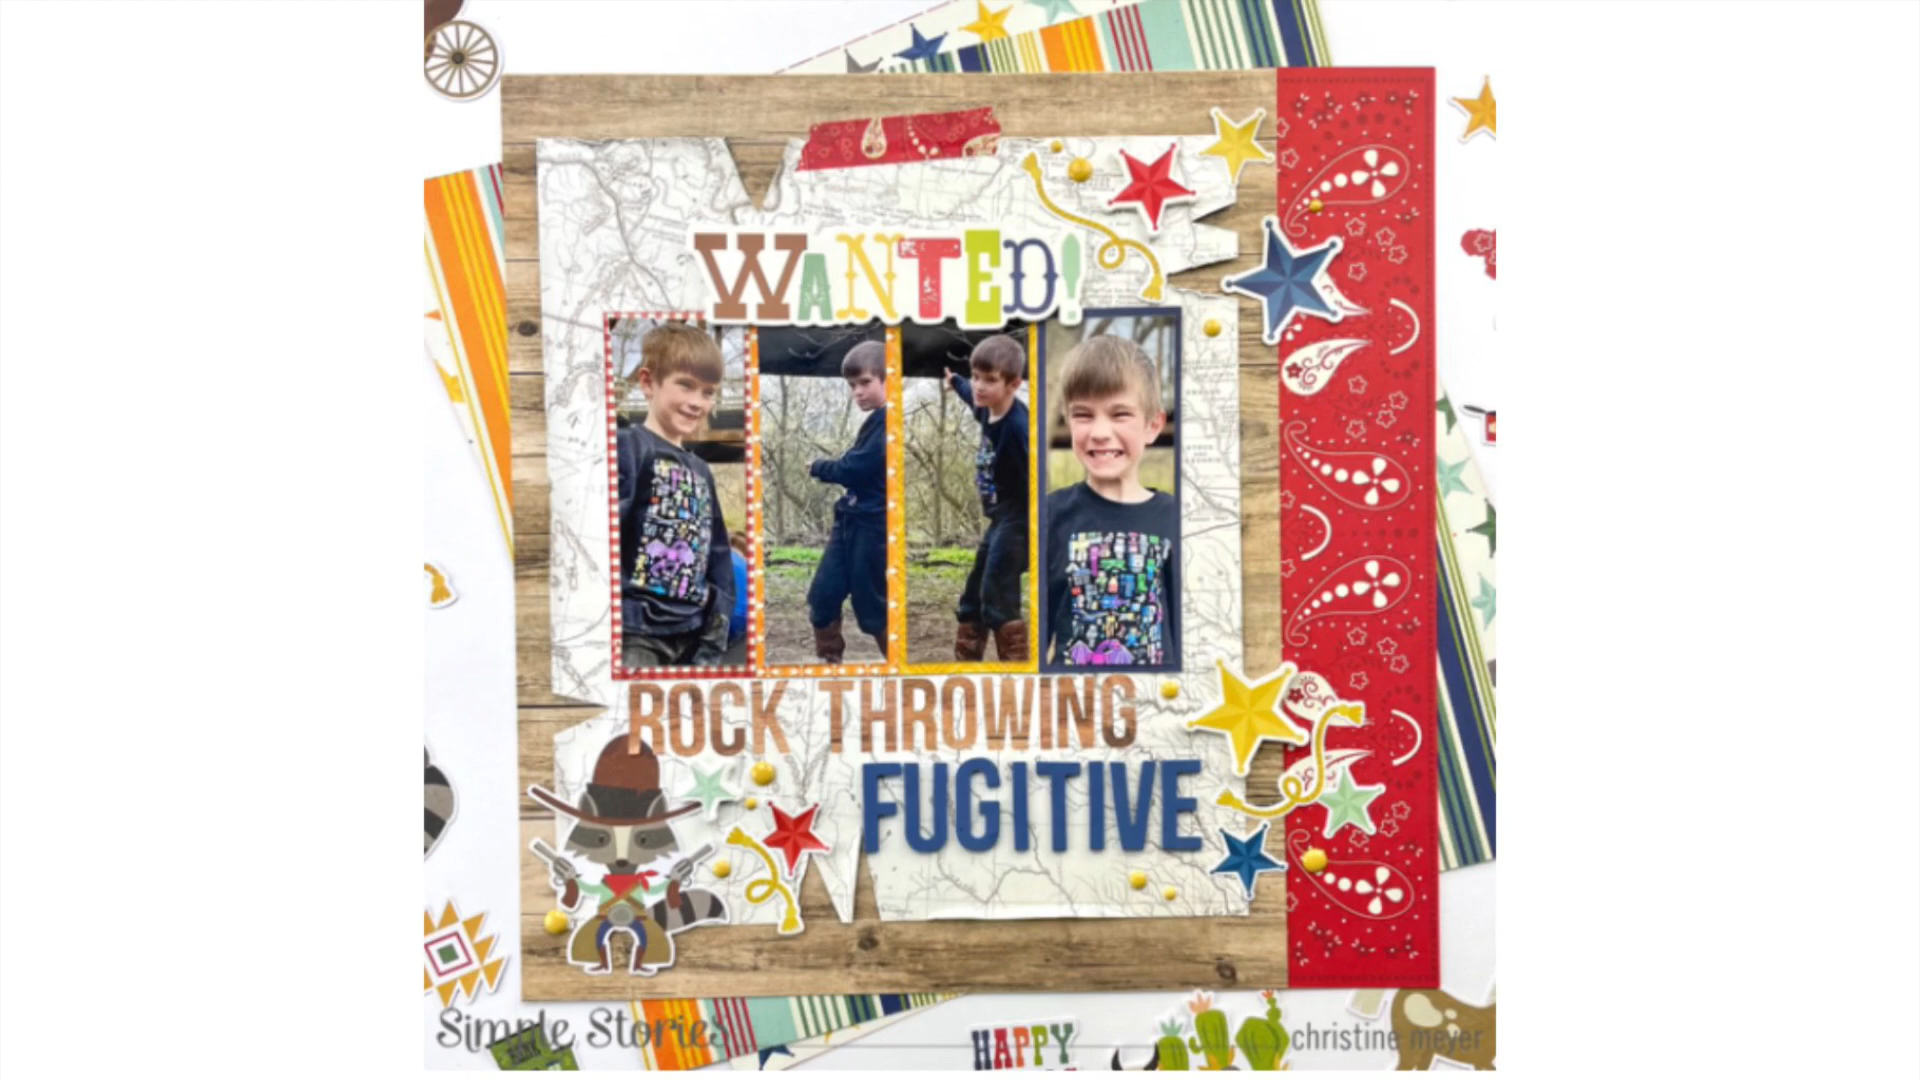 WANTED!
ROCK THROWING
FUGITIVE
Simple Stories
christine meyer
HAPPY